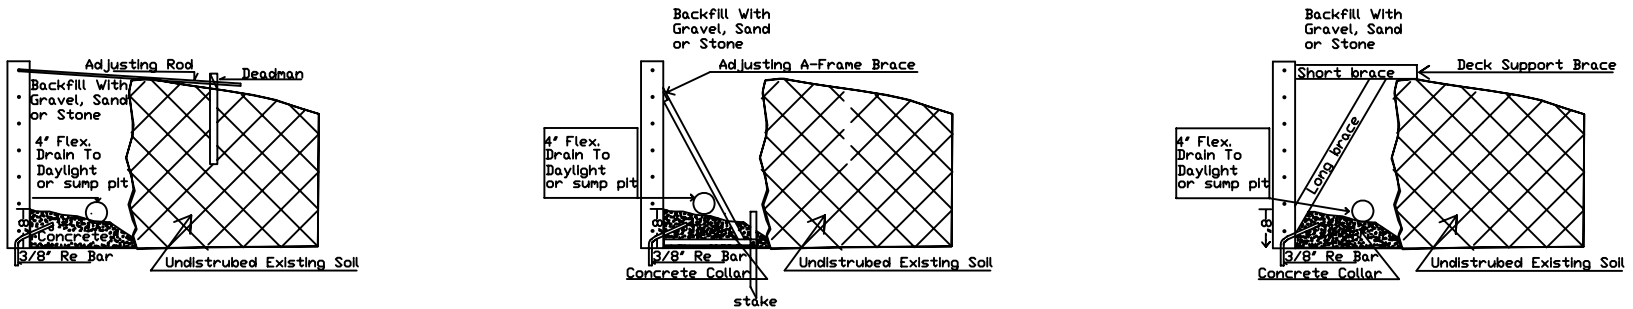 Adjusting Rod
Deadman
Backfill With
Gravel, Sand
or Stone
4" Flex.
Drain To
Daylight
or sump pit
8"
Concrete
3/8" Re Bar
Undistrubed Existing Soil
Backfill With
Gravel, Sand
or Stone
Adjusting A-Frame Brace
4" Flex.
Drain To
Daylight
or sump pit
8"
3/8" Re Bar
Concrete Collar
stake
Undistrubed Existing Soil
Backfill With
Gravel, Sand
or Stone
Short brace
Deck Support Brace
4" Flex.
Drain To
Daylight
or sump pit
Long brace
8"
3/8" Re Bar
Concrete Collar
Undistrubed Existing Soil